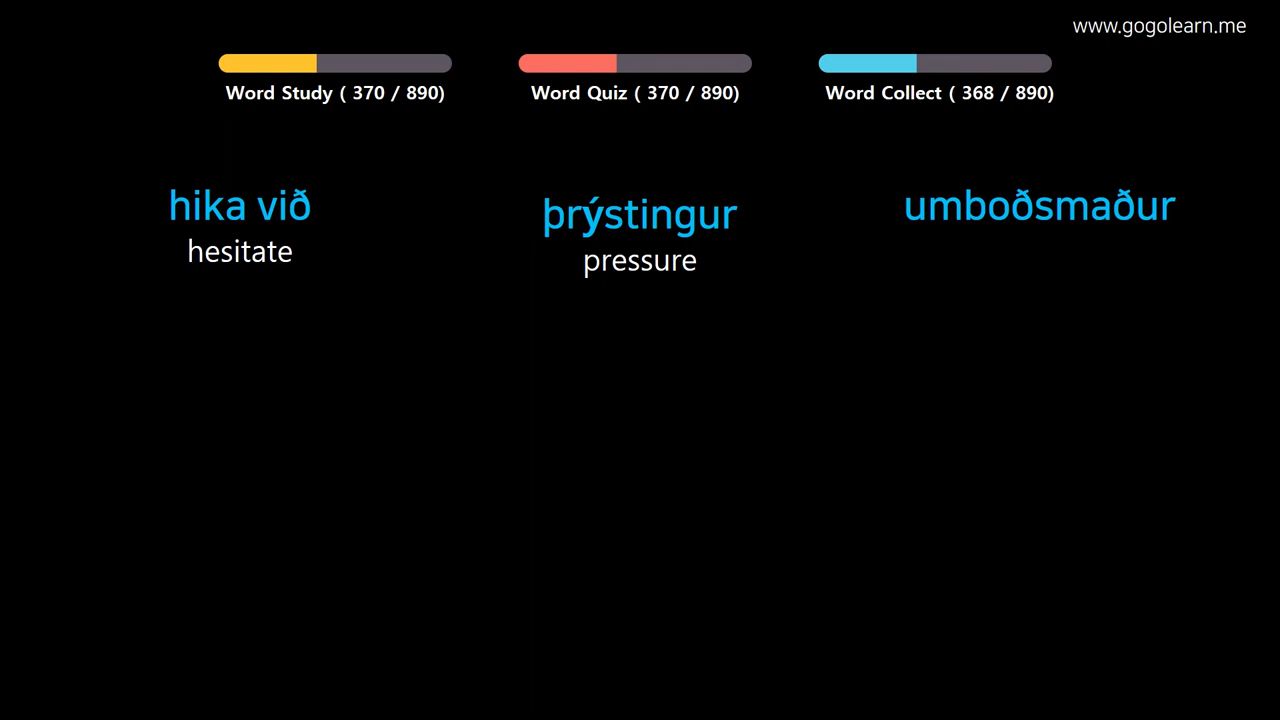 www.gogolearn.me
Word Study ( 370 / 890)
Word Quiz ( 370 / 890)
Word Collect ( 368 / 890)
hika við
hesitate
þrýstingur
pressure
umboðsmaður